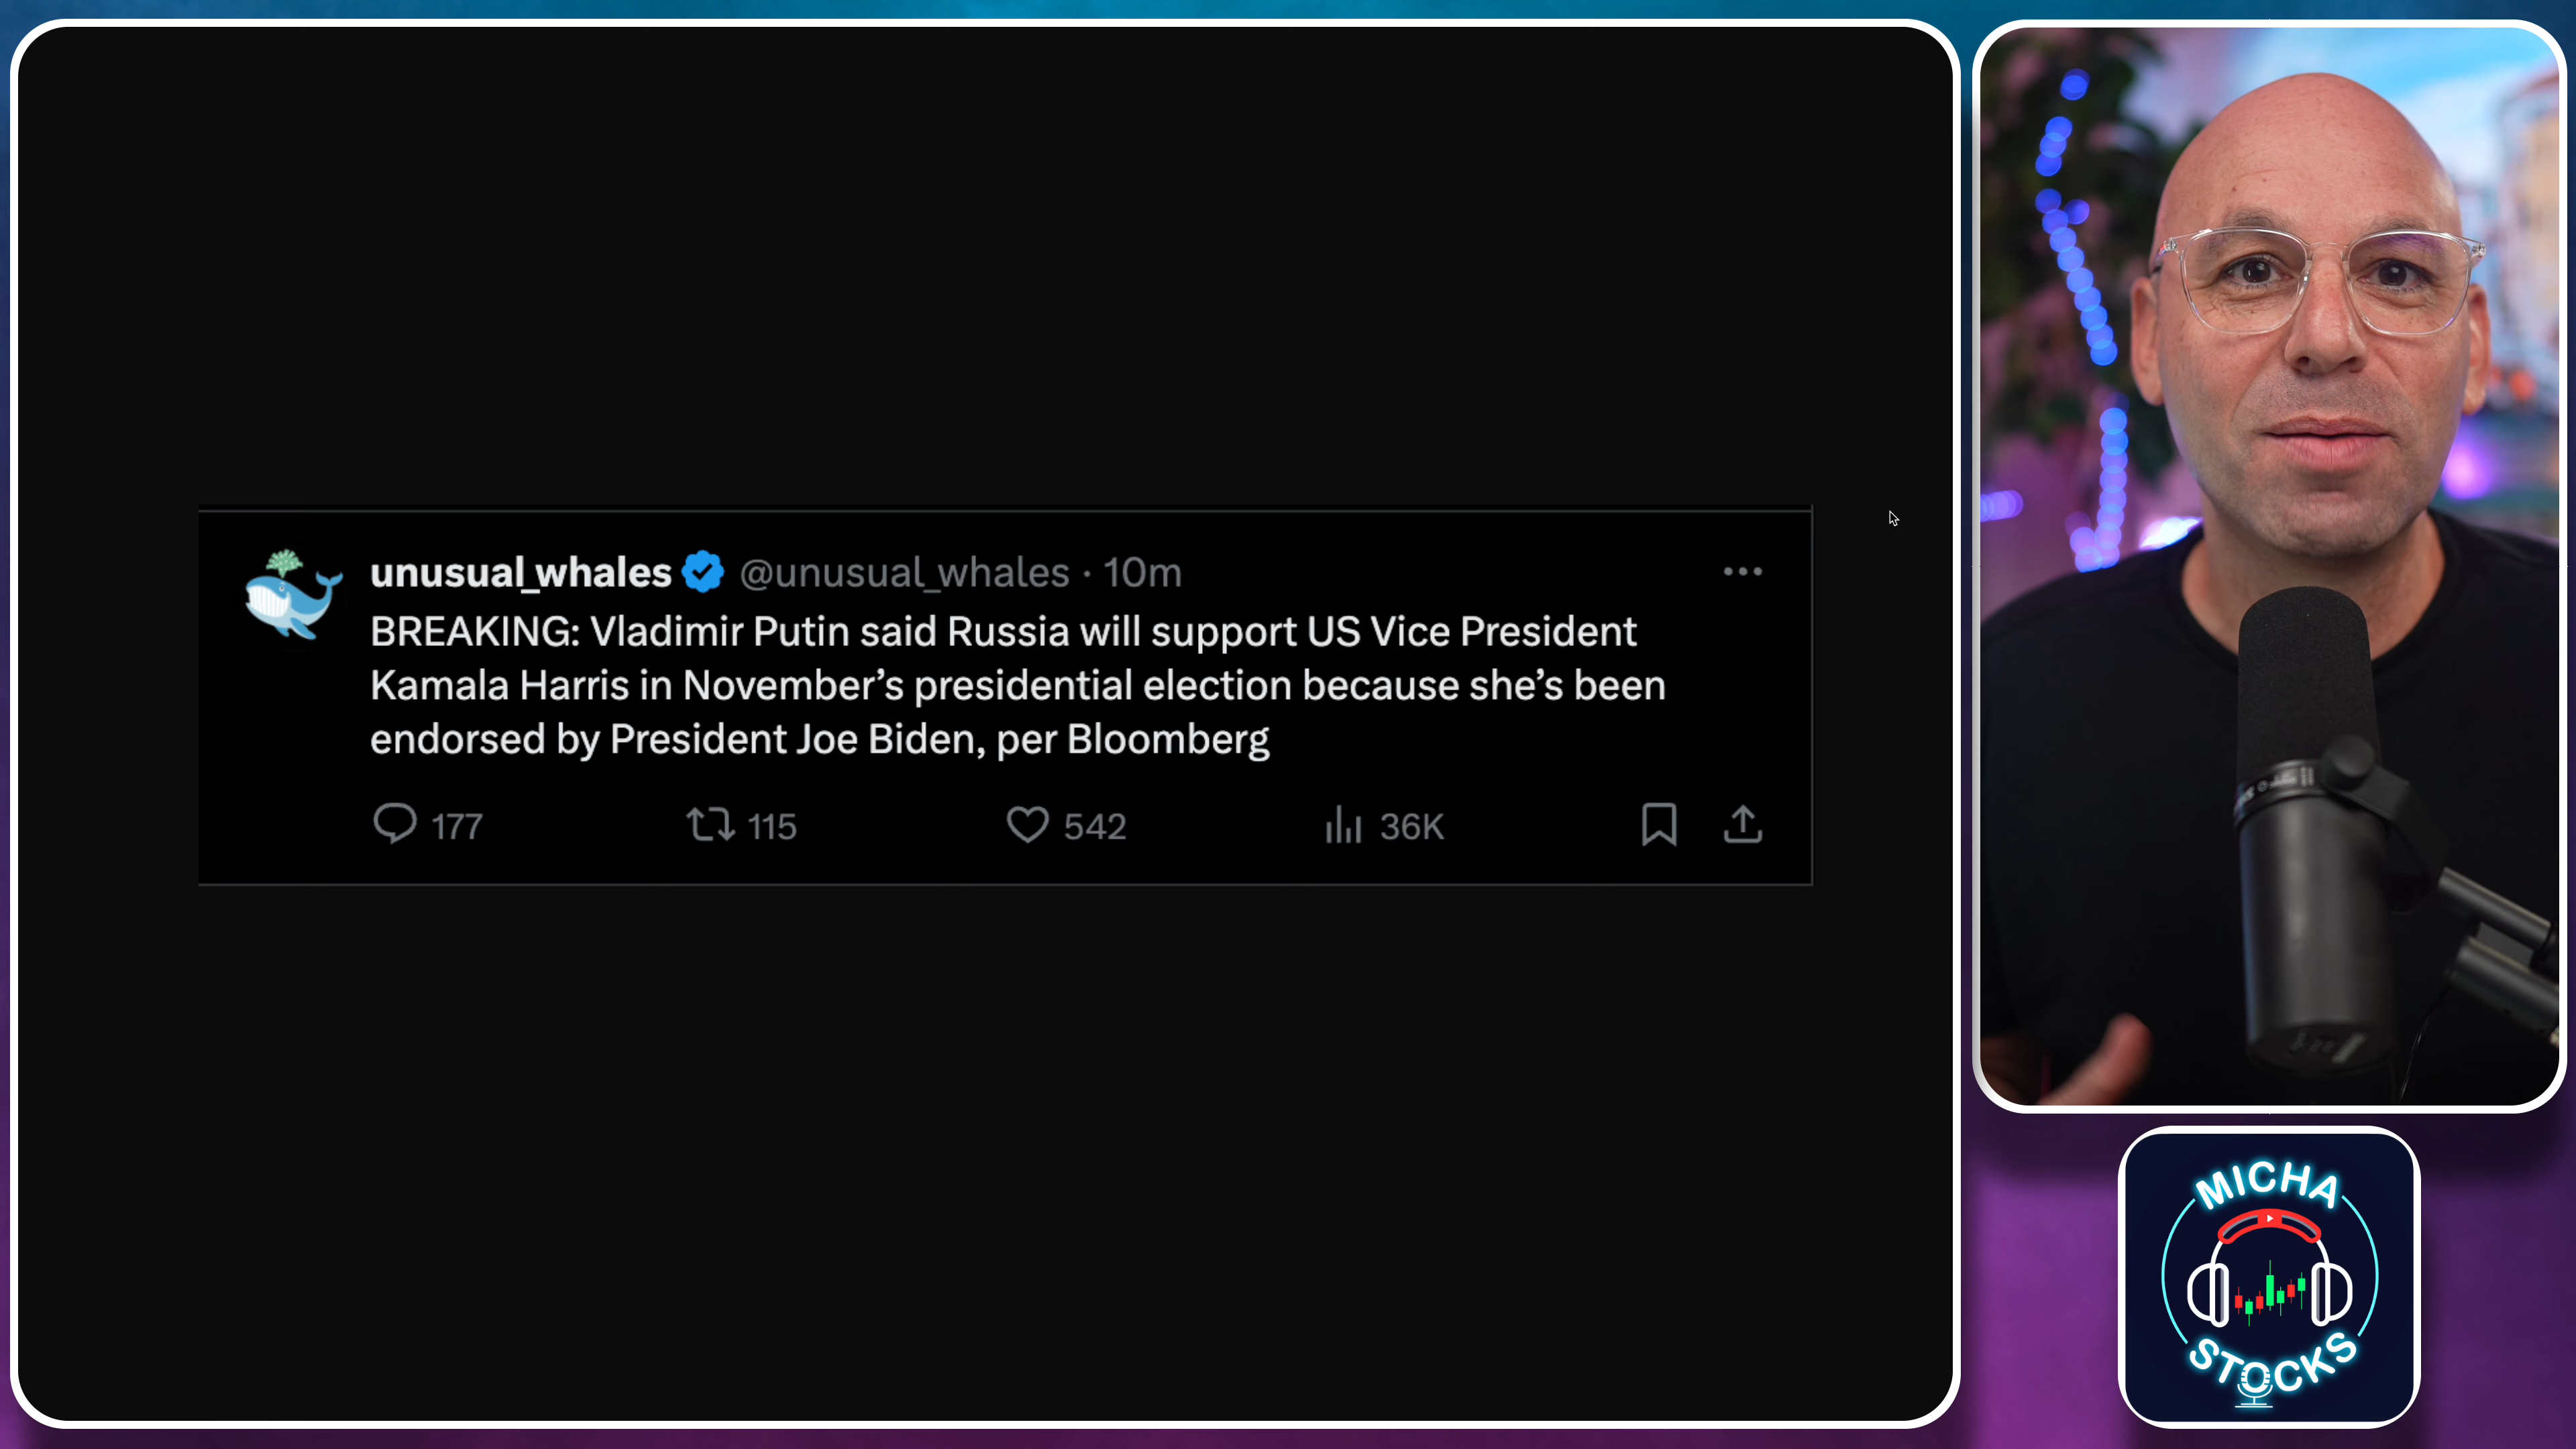 unusual_whales @unusual_whales · 10m
BREAKING: Vladimir Putin said Russia will support US Vice President
Kamala Harris in November’s presidential election because she’s been
endorsed by President Joe Biden, per Bloomberg
177 115 542 36K
MICHA
STOCKS